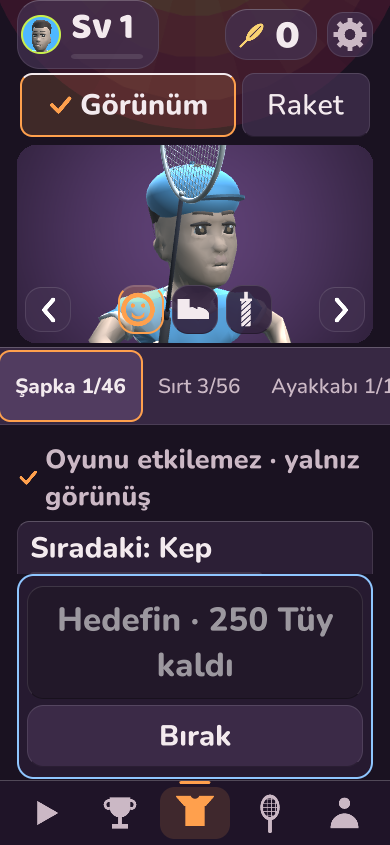 Sv 1
0
Görünüm
Raket
Şapka 1/46
Sırt 3/56
Ayakkabı 1/1
Oyunu etkilemez · yalnız
görünüş
Sıradaki: Kep
Hedefin · 250 Tüy
kaldı
Bırak